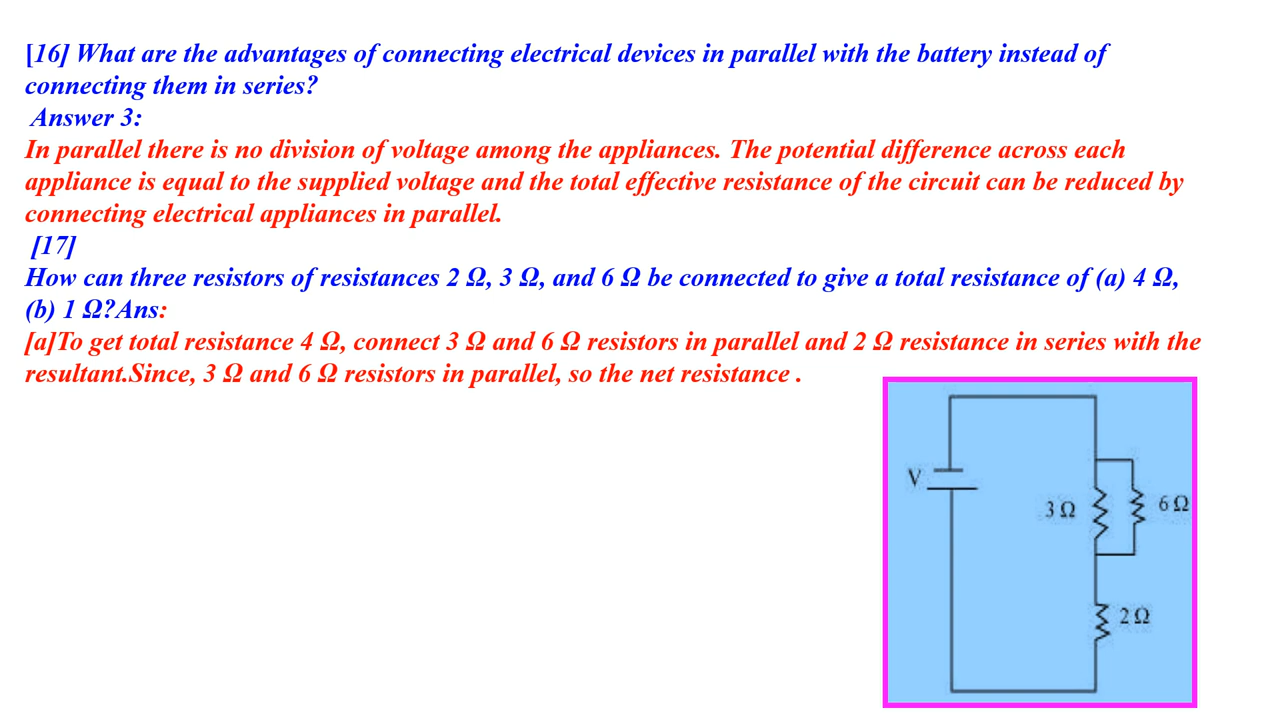 [16] What are the advantages of connecting electrical devices in parallel with the battery instead of
connecting them in series?
Answer 3:
In parallel there is no division of voltage among the appliances. The potential difference across each
appliance is equal to the supplied voltage and the total effective resistance of the circuit can be reduced by
connecting electrical appliances in parallel.
[17]
How can three resistors of resistances 2 Ω, 3 Ω, and 6 Ω be connected to give a total resistance of (a) 4 Ω,
(b) 1 Ω?Ans:
[a]To get total resistance 4 Ω, connect 3 Ω and 6 Ω resistors in parallel and 2 Ω resistance in series with the
resultant.Since, 3 Ω and 6 Ω resistors in parallel, so the net resistance .
V
3 Ω
6 Ω
2 Ω